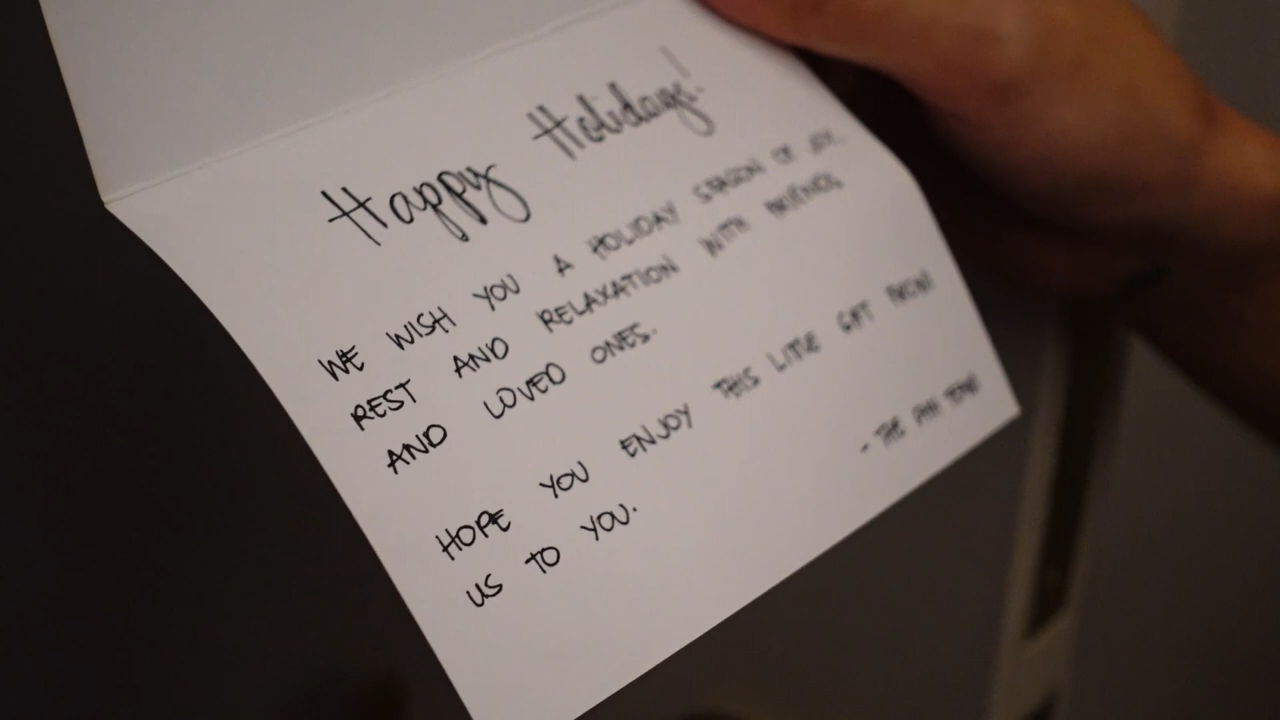 Happy Holidays!
WE WISH YOU A HOLIDAY SEASON OF JOY,
REST AND RELAXATION WITH FRIENDS
AND LOVED ONES.
HOPE YOU ENJOY THIS LITTLE GIFT FROM
US TO YOU.
- THE TEAM